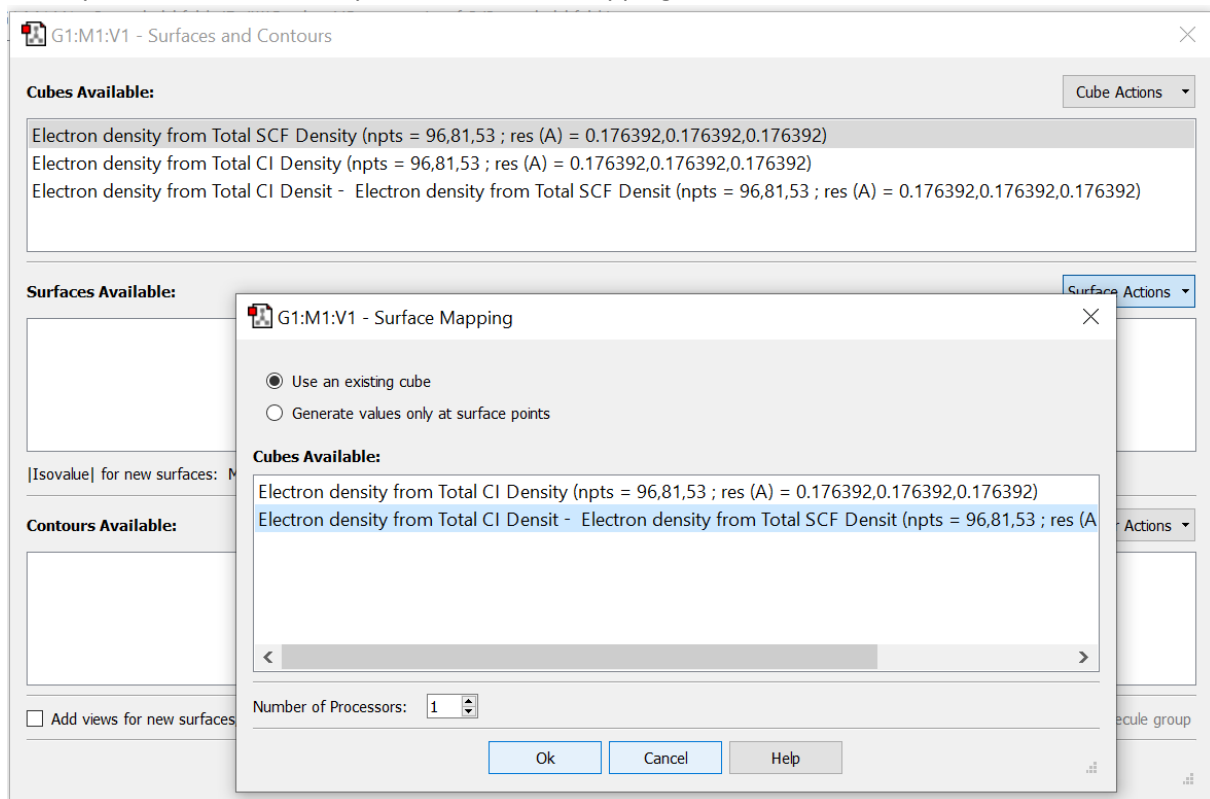 G1:M1:V1 - Surfaces and Contours
Cubes Available:
Cube Actions
Electron density from Total SCF Density (npts = 96,81,53 ; res (A) = 0.176392,0.176392,0.176392)
Electron density from Total CI Density (npts = 96,81,53 ; res (A) = 0.176392,0.176392,0.176392)
Electron density from Total CI Densit - Electron density from Total SCF Densit (npts = 96,81,53 ; res (A) = 0.176392,0.176392,0.176392)
Surfaces Available:
Surface Actions
G1:M1:V1 - Surface Mapping
Use an existing cube
Generate values only at surface points
Cubes Available:
|Isovalue| for new surfaces: M
Electron density from Total CI Density (npts = 96,81,53 ; res (A) = 0.176392,0.176392,0.176392)
Electron density from Total CI Densit - Electron density from Total SCF Densit (npts = 96,81,53 ; res (A
Contours Available:
Actions
Number of Processors: 1
Add views for new surfaces
ecule group
Ok
Cancel
Help